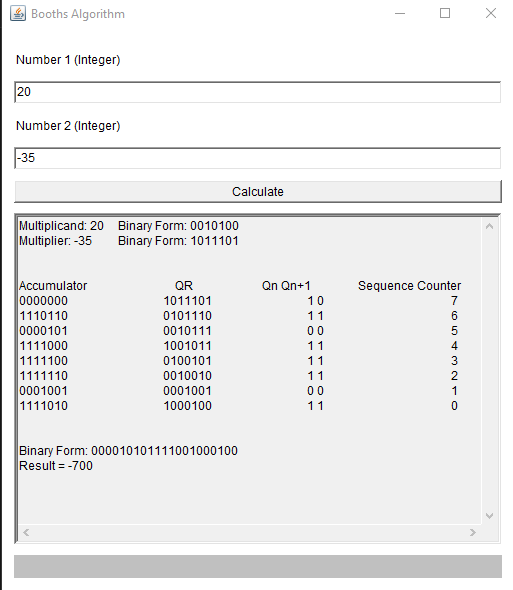 Booths Algorithm
Number 1 (Integer)
20
Number 2 (Integer)
-35
Calculate
Multiplicand: 20 Binary Form: 0010100
Multiplier: -35 Binary Form: 1011101
Accumulator QR Qn Qn+1 Sequence Counter
0000000 1011101 1 0 7
1110110 0101110 1 1 6
0000101 0010111 0 0 5
1111000 1001011 1 1 4
1111100 0100101 1 1 3
1111110 0010010 1 1 2
0001001 0001001 0 0 1
1111010 1000100 1 1 0
Binary Form: 000010101111001000100
Result = -700